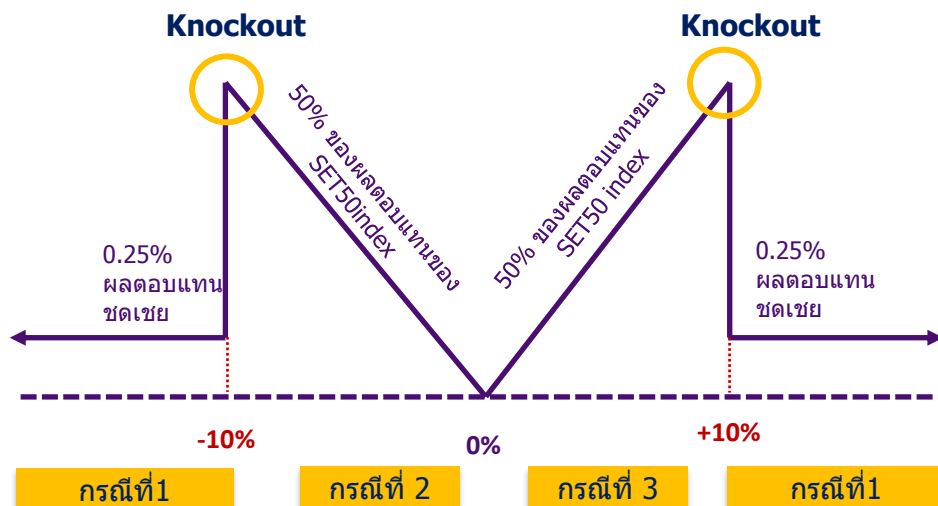 Knockout
Knockout
50% ของผลตอบแทนของ
SET50index
50% ของผลตอบแทนของ
SET50 index
0.25%
ผลตอบแทน
ชดเชย
0.25%
ผลตอบแทน
ชดเชย
-10%
0%
+10%
กรณีที่1
กรณีที่ 2
กรณีที่ 3
กรณีที่1